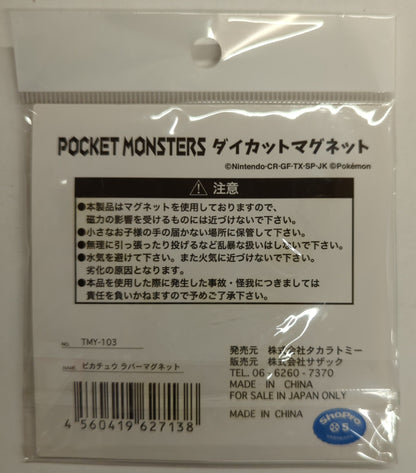 POCKET MONSTERS ダイカットマグネット
©Nintendo・CR・GF・TX・SP・JK ©Pokémon
⚠ 注意
●本製品はマグネットを使用しておりますので、
磁力の影響を受けるものには近づけないで下さい。
●小さなお子様の手の届かない場所に保管して下さい。
●無理に引っ張ったり投げるなど乱暴な扱いはしないで下さい。
●水気を避けて下さい。また火気に近づけないで下さい。
劣化の原因となります。
●本品を使用した際に発生した事故・怪我につきましては
責任を負いかねますので予めご了承下さい。
NO. TMY-103
NAME ピカチュウ ラバーマグネット
4 560419 627138
発売元 株式会社タカラトミー
販売元 株式会社サザック
TEL. 06 - 6260 - 7370
MADE IN CHINA
FOR SALE IN JAPAN ONLY
MADE IN CHINA
ShoPro
S